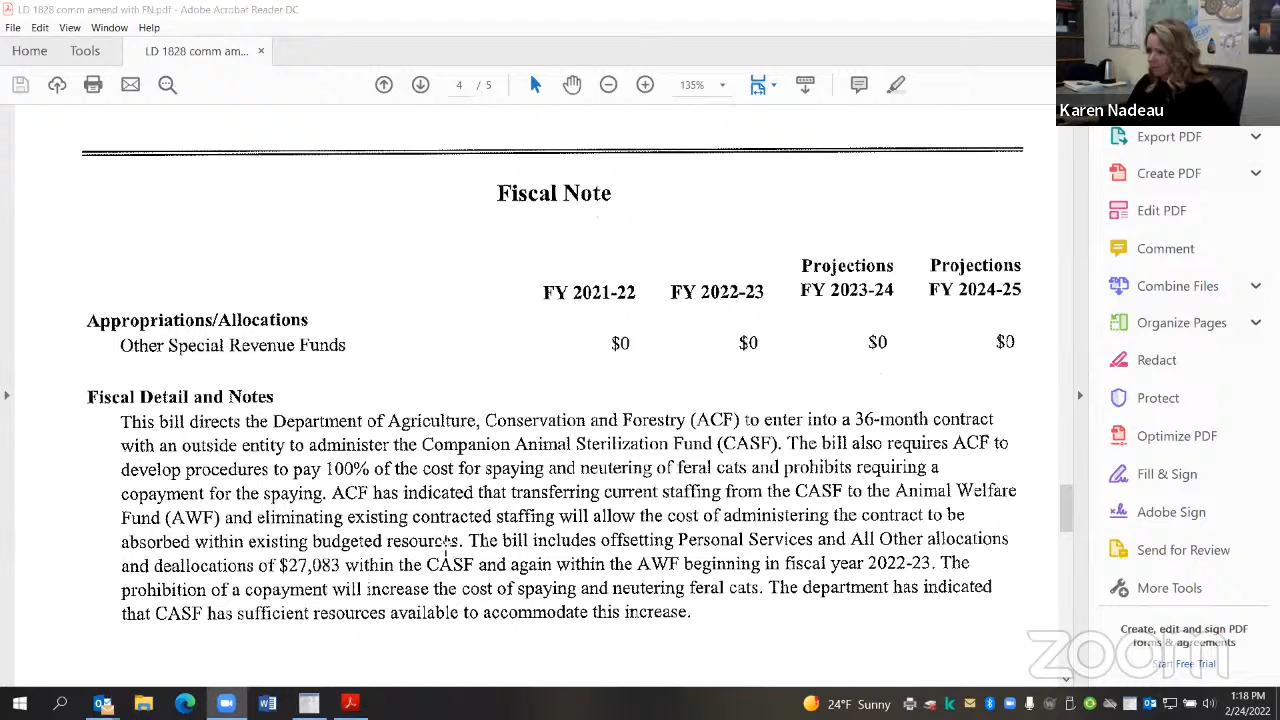 LD 1828 comm amend with FN.pdf - Adobe Acrobat Reader DC
File Edit View Window Help
Home Tools LD 1828 comm am... ×
4 / 5 135%
Karen Nadeau
Fiscal Note
Projections Projections
FY 2021-22 FY 2022-23 FY 2023-24 FY 2024-25
Appropriations/Allocations
Other Special Revenue Funds $0 $0 $0 $0
Fiscal Detail and Notes
This bill directs the Department of Agriculture, Conservation and Forestry (ACF) to enter into a 36-month contract
with an outside entity to administer the Companion Animal Sterilization Fund (CASF). The bill also requires ACF to
develop procedures to pay 100% of the cost for spaying and neutering of feral cats and prohibits requiring a
copayment for the spaying. ACF has indicated that transferring current staffing from the CASF to the Animal Welfare
Fund (AWF) and eliminating existing contracted staffing will allow the cost of administering the contract to be
absorbed within existing budgeted resources. The bill includes offsetting Personal Services and All Other allocations
and deallocations of $27,083 within the CASF and again within the AWF beginning in fiscal year 2022-23. The
prohibition of a copayment will increase the cost of spaying and neutering feral cats. The department has indicated
that CASF has sufficient resources available to accommodate this increase.
Export PDF
Create PDF
Edit PDF
Comment
Combine Files
Organize Pages
Redact
Protect
Optimize PDF
Fill & Sign
Adobe Sign
Send for Review
More Tools
Create, edit and sign PDF
forms & agreements
Start Free Trial
zoom
24°F Sunny
1:18 PM
2/24/2022